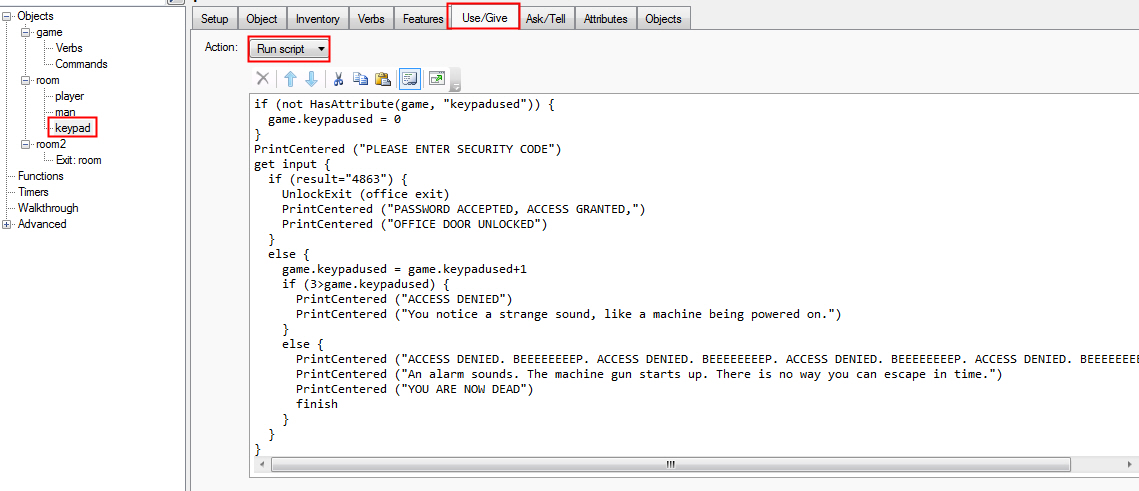 Setup Object Inventory Verbs Features Use/Give Ask/Tell Attributes Objects
Objects
game
Verbs
Commands
room
player
man
keypad
room2
Exit: room
Functions
Timers
Walkthrough
Advanced
Action: Run script
if (not HasAttribute(game, "keypadused")) {
game.keypadused = 0
}
PrintCentered ("PLEASE ENTER SECURITY CODE")
get input {
if (result="4863") {
UnlockExit (office exit)
PrintCentered ("PASSWORD ACCEPTED, ACCESS GRANTED,")
PrintCentered ("OFFICE DOOR UNLOCKED")
}
else {
game.keypadused = game.keypadused+1
if (3>game.keypadused) {
PrintCentered ("ACCESS DENIED")
PrintCentered ("You notice a strange sound, like a machine being powered on.")
}
else {
PrintCentered ("ACCESS DENIED. BEEEEEEEEP. ACCESS DENIED. BEEEEEEEEP. ACCESS DENIED. BEEEEEEEEP. ACCESS DENIED. BEEEEEEEE
PrintCentered ("An alarm sounds. The machine gun starts up. There is no way you can escape in time.")
PrintCentered ("YOU ARE NOW DEAD")
finish
}
}
}